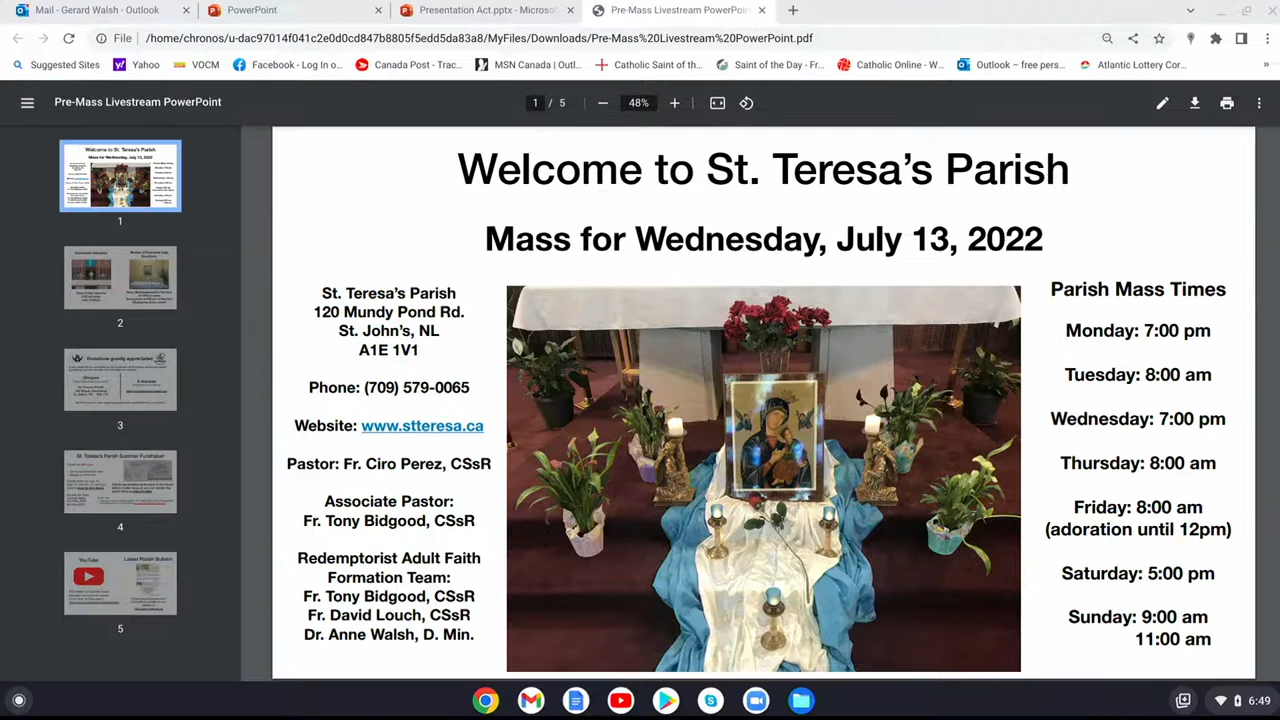 Mail - Gerard Walsh - Outlook
PowerPoint
Presentation Act.pptx - Microsof
Pre-Mass Livestream PowerPoin
File
/home/chronos/u-dac97014f041c2e0d0cd847b8805f5edd5da83a8/MyFiles/Downloads/Pre-Mass%20Livestream%20PowerPoint.pdf
Suggested Sites
Yahoo
VOCM
Facebook - Log In o...
Canada Post - Trac...
MSN Canada | Outl...
Catholic Saint of th...
Saint of the Day - Fr...
Catholic Online - W...
Outlook – free pers...
Atlantic Lottery Cor...
»
Pre-Mass Livestream PowerPoint
1 / 5
48%
1
2
3
4
5
Welcome to St. Teresa's Parish
Mass for Wednesday, July 13, 2022
St. Teresa's Parish
120 Mundy Pond Rd.
St. John's, NL
A1E 1V1
Phone: (709) 579-0065
Website: www.stteresa.ca
Pastor: Fr. Ciro Perez, CSsR
Associate Pastor:
Fr. Tony Bidgood, CSsR
Redemptorist Adult Faith
Formation Team:
Fr. Tony Bidgood, CSsR
Fr. David Louch, CSsR
Dr. Anne Walsh, D. Min.
Parish Mass Times
Monday: 7:00 pm
Tuesday: 8:00 am
Wednesday: 7:00 pm
Thursday: 8:00 am
Friday: 8:00 am
(adoration until 12pm)
Saturday: 5:00 pm
Sunday: 9:00 am
11:00 am
6:49